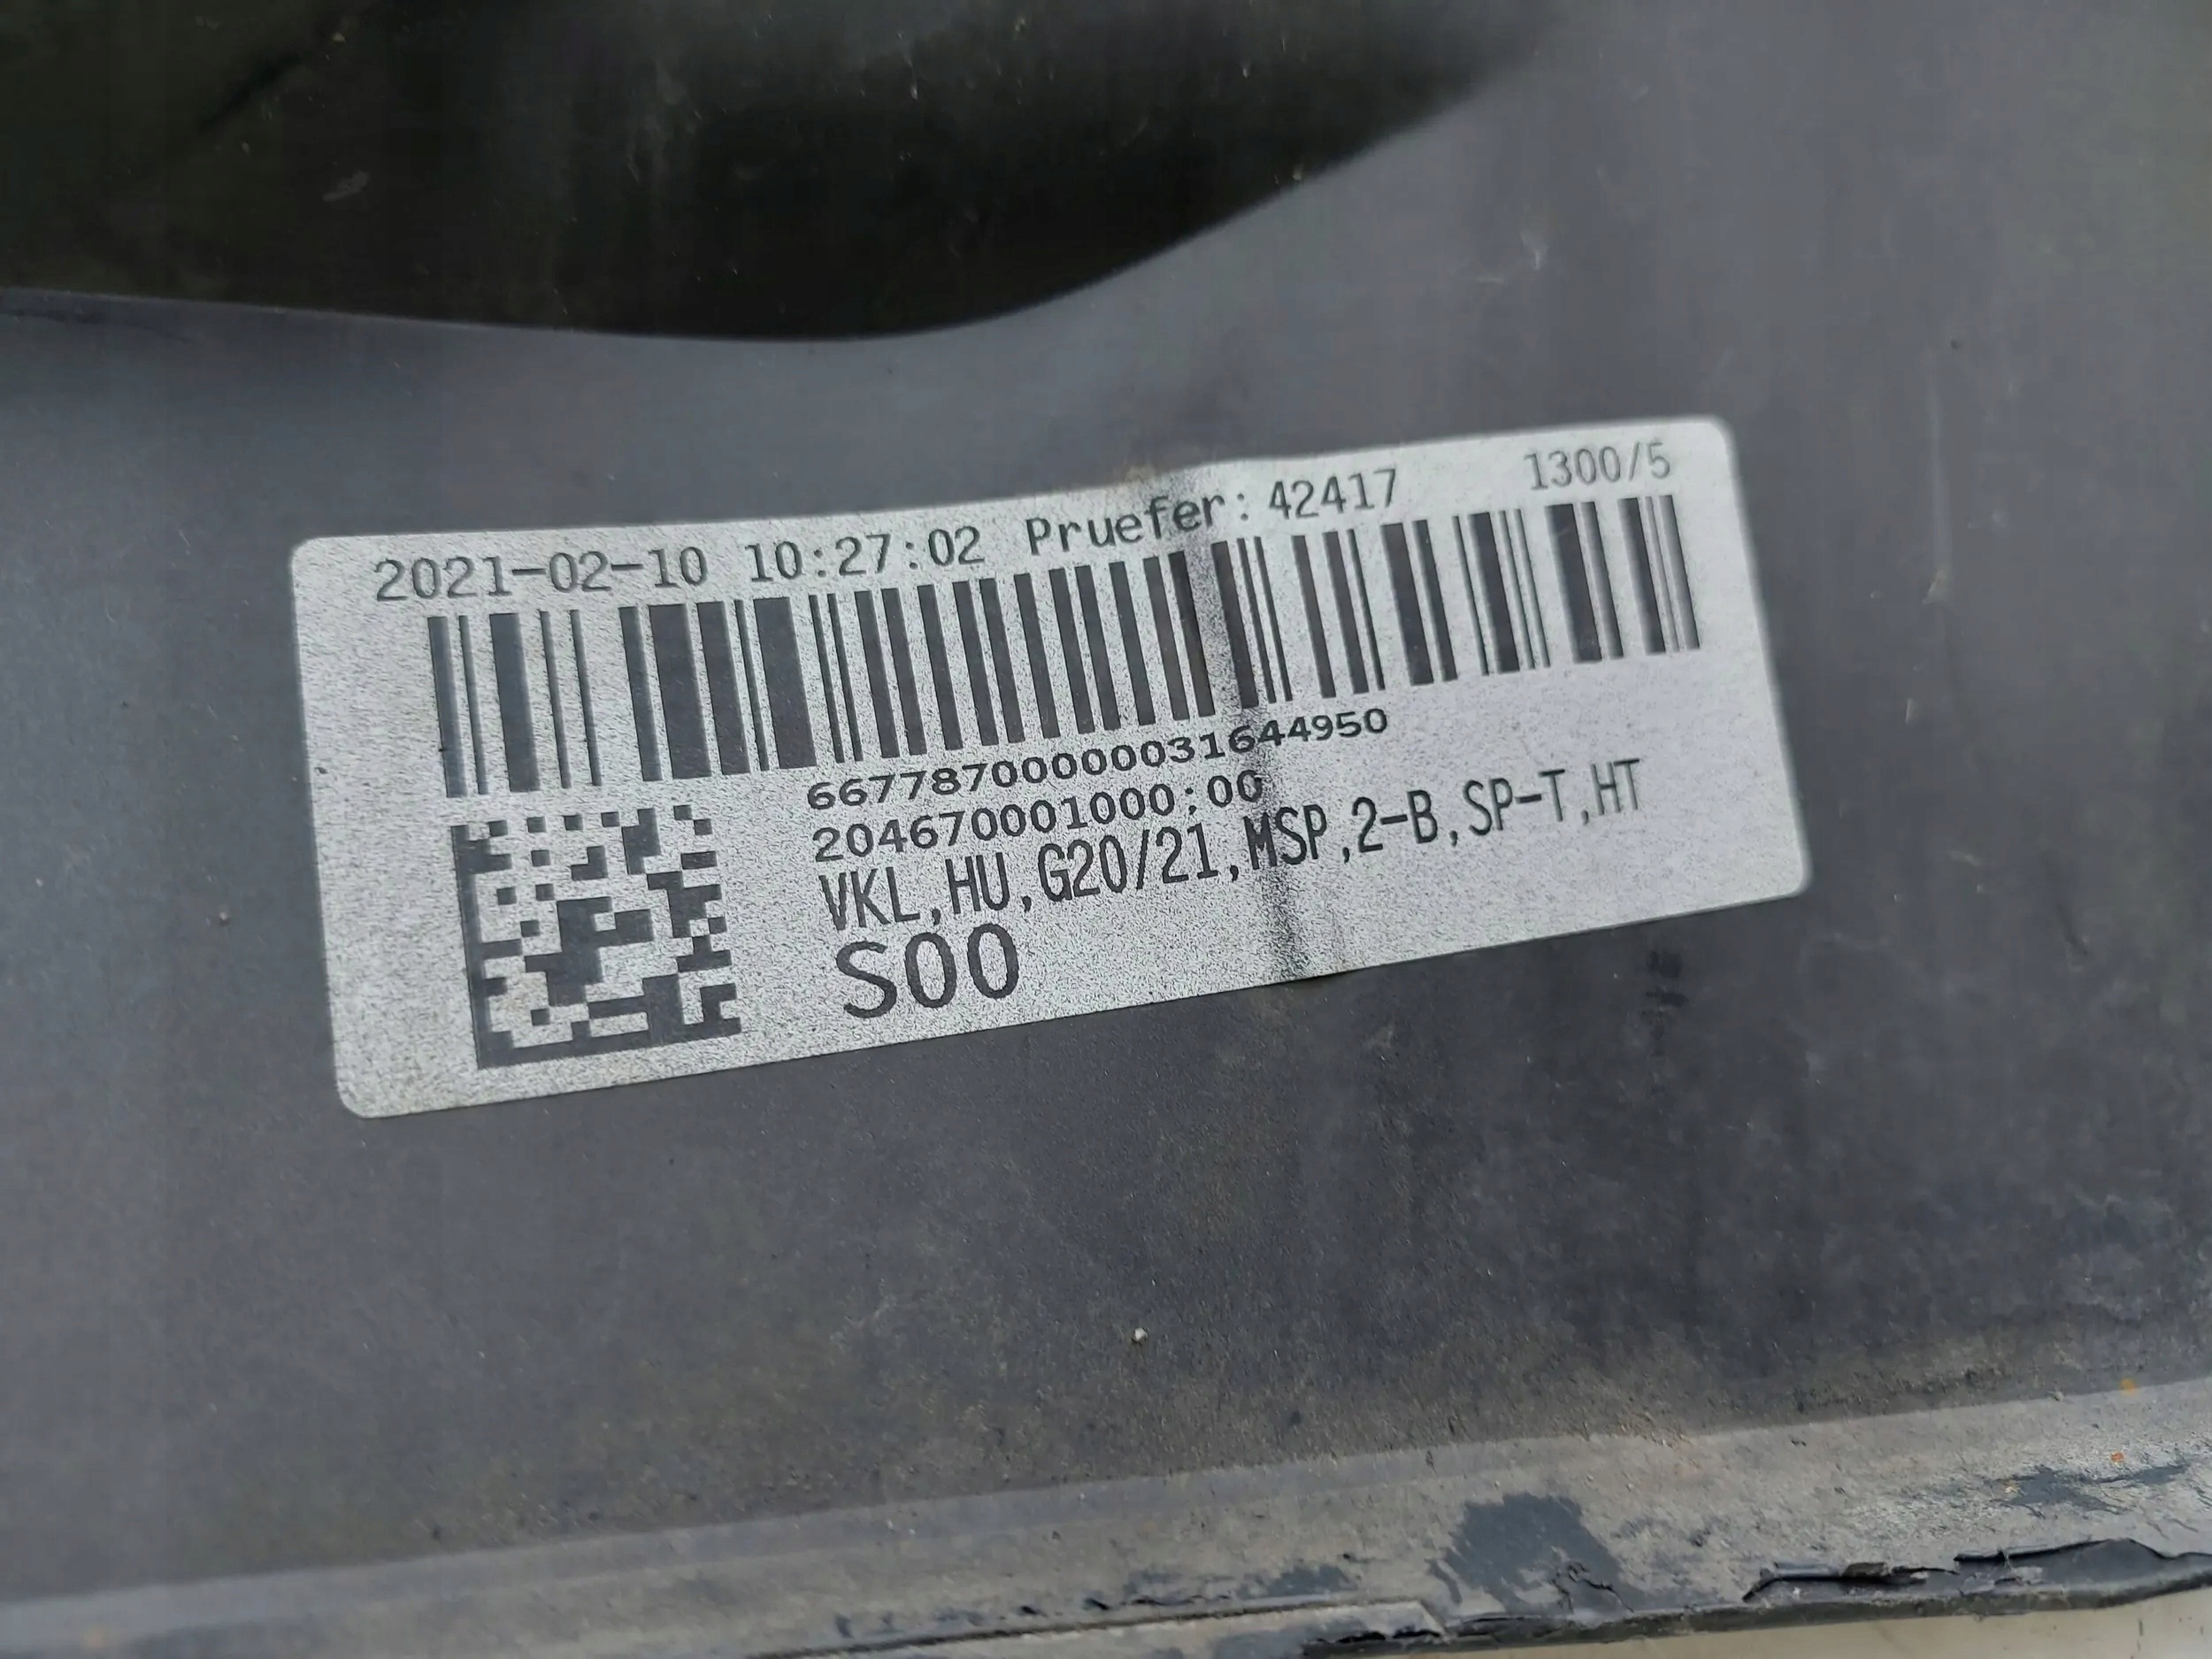 2021-02-10 10:27:02 Pruefer: 42417 1300/5
6677870000031644950
204670001000:00
VKL,HU,G20/21,MSP,2-B,SP-T,HT
S00